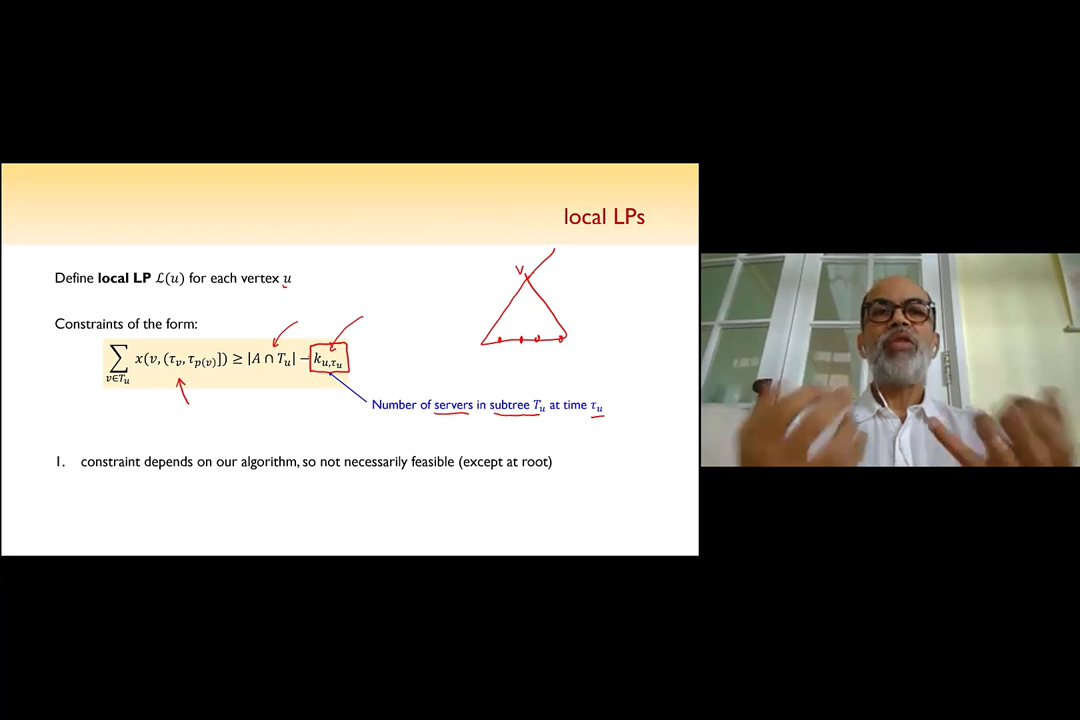 local LPs
Define local LP ℒ(u) for each vertex u
v
Constraints of the form:
∑_{v∈T_u} x(v, (τ_v, τ_{p(v)}]) ≥ |A ∩ T_u| − k_{u,τ_u}
Number of servers in subtree T_u at time τ_u
1. constraint depends on our algorithm, so not necessarily feasible (except at root)